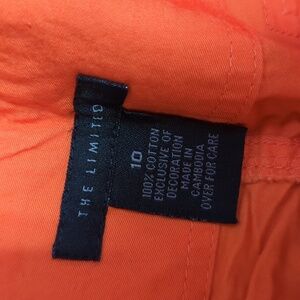 THE LIMITED
10
100% COTTON
EXCLUSIVE OF
DECORATION
MADE IN
CAMBODIA
OVER FOR CARE